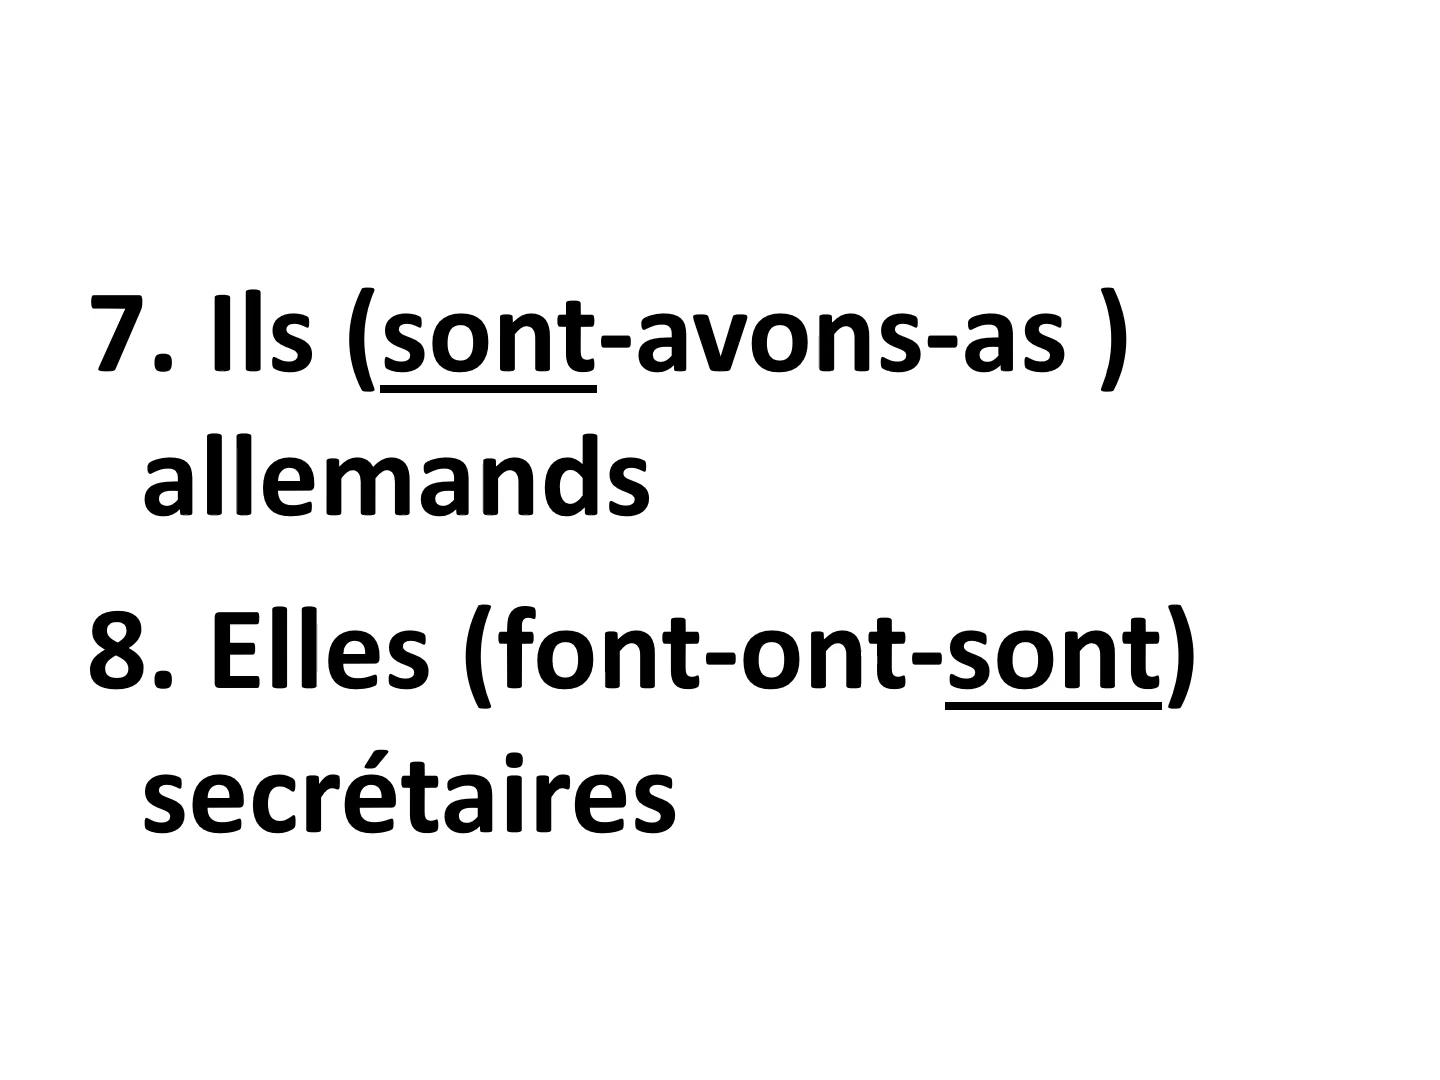 7. Ils (sont-avons-as )
allemands
8. Elles (font-ont-sont)
secrétaires